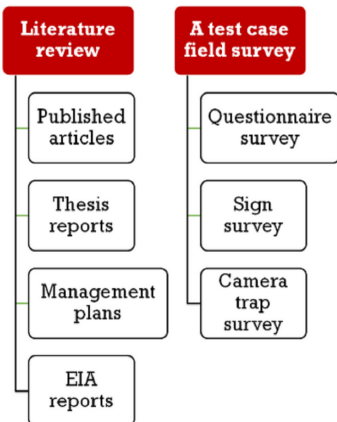 Literature
review
Published
articles
Thesis
reports
Management
plans
EIA
reports
A test case
field survey
Questionnaire
survey
Sign
survey
Camera
trap
survey